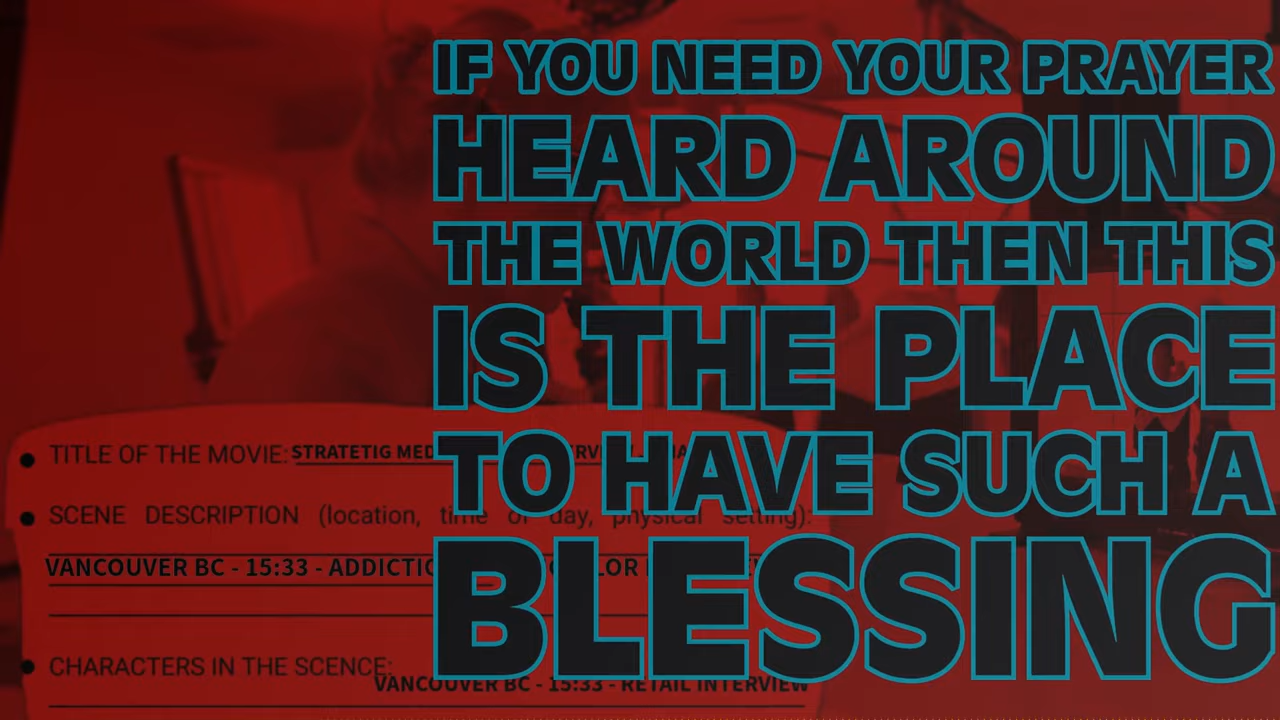 IF YOU NEED YOUR PRAYER
HEARD AROUND
THE WORLD THEN THIS
IS THE PLACE
TO HAVE SUCH A
BLESSING
TITLE OF THE MOVIE: STRATETIG
SCENE DESCRIPTION (location, time of day, physical setting):
VANCOUVER BC - 15:33 -
CHARACTERS IN THE SCENCE:
VANCOUVER BC - 15:33 - RETAIL INTERVIEW